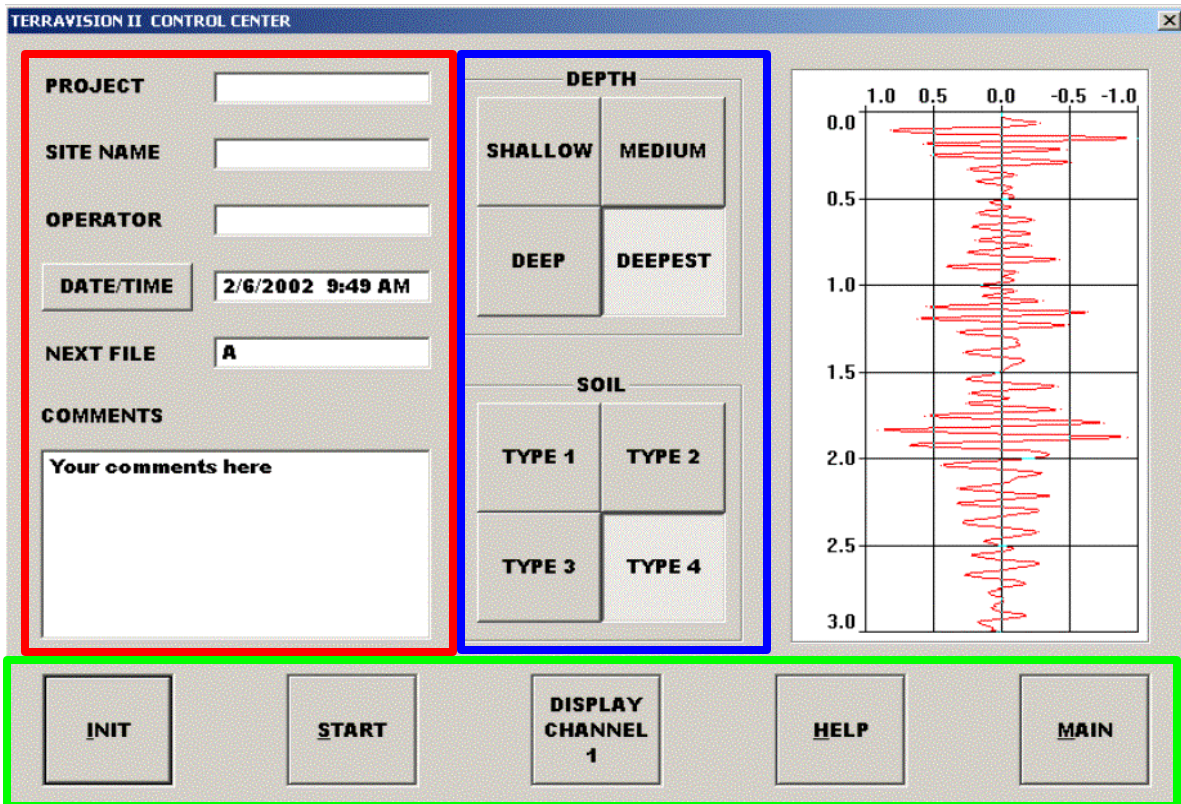 TERRAVISION II CONTROL CENTER
PROJECT
SITE NAME
OPERATOR
DATE/TIME 2/6/2002 9:49 AM
NEXT FILE A
COMMENTS
Your comments here
DEPTH
SHALLOW MEDIUM
DEEP DEEPEST
SOIL
TYPE 1 TYPE 2
TYPE 3 TYPE 4
1.0 0.5 0.0 -0.5 -1.0
0.0
0.5
1.0
1.5
2.0
2.5
3.0
INIT
START
DISPLAY
CHANNEL
1
HELP
MAIN